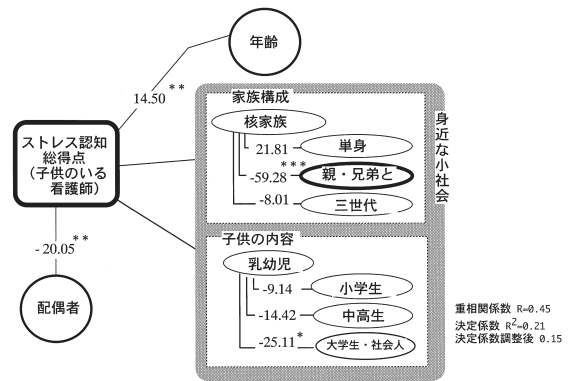 年齢
14.50 **
ストレス認知
総得点
(子供のいる
看護師)
- 20.05 **
配偶者
身近な小社会
家族構成
核家族
21.81
単身
-59.28 ***
親・兄弟と
-8.01
三世代
子供の内容
乳幼児
-9.14
小学生
-14.42
中高生
-25.11 *
大学生・社会人
重相関係数 R=0.45
決定係数 R²=0.21
決定係数調整後 0.15